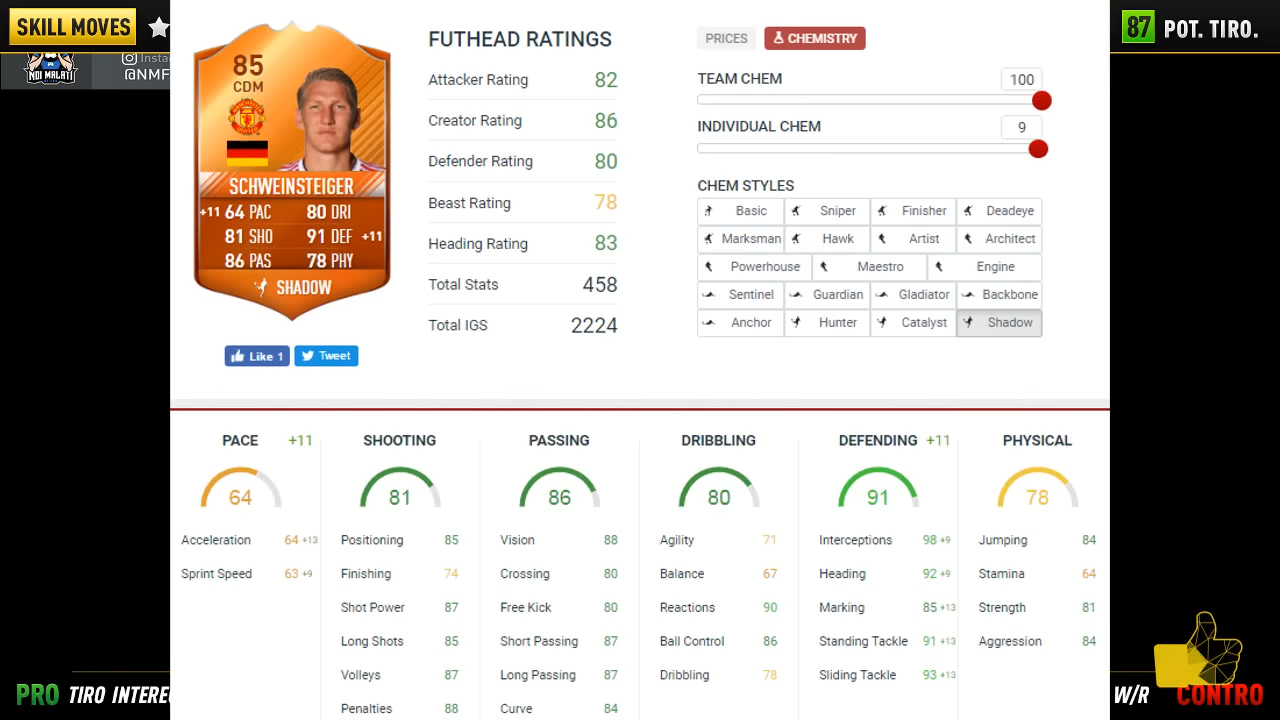 SKILL MOVES
87 POT. TIRO.
NOI MALATI
Insta
@NMF
85
CDM
SCHWEINSTEIGER
+11 64 PAC 80 DRI
81 SHO 91 DEF +11
86 PAS 78 PHY
SHADOW
Like 1 Tweet
FUTHEAD RATINGS
Attacker Rating 82
Creator Rating 86
Defender Rating 80
Beast Rating 78
Heading Rating 83
Total Stats 458
Total IGS 2224
PRICES CHEMISTRY
TEAM CHEM 100
INDIVIDUAL CHEM 9
CHEM STYLES
Basic Sniper Finisher Deadeye
Marksman Hawk Artist Architect
Powerhouse Maestro Engine
Sentinel Guardian Gladiator Backbone
Anchor Hunter Catalyst Shadow
PACE +11
64
Acceleration 64 +13
Sprint Speed 63 +9
SHOOTING
81
Positioning 85
Finishing 74
Shot Power 87
Long Shots 85
Volleys 87
Penalties 88
PASSING
86
Vision 88
Crossing 80
Free Kick 80
Short Passing 87
Long Passing 87
Curve 84
DRIBBLING
80
Agility 71
Balance 67
Reactions 90
Ball Control 86
Dribbling 78
DEFENDING +11
91
Interceptions 98 +9
Heading 92 +9
Marking 85 +13
Standing Tackle 91 +13
Sliding Tackle 93 +13
PHYSICAL
78
Jumping 84
Stamina 64
Strength 81
Aggression 84
PRO TIRO INTERE
W/R CONTRO